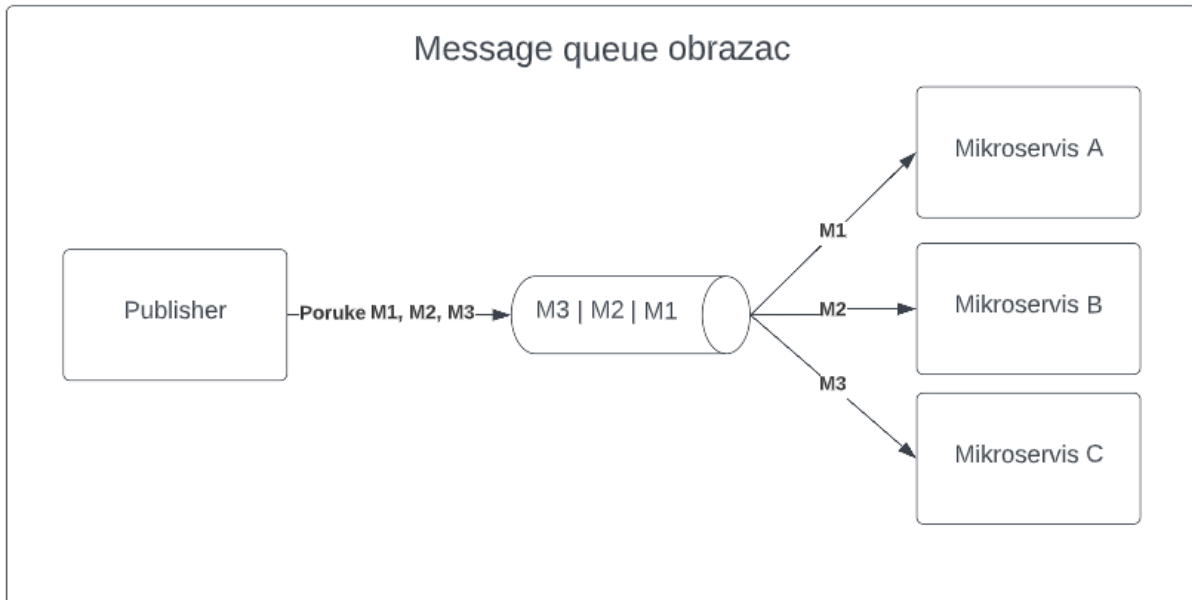 Message queue obrazac
Mikroservis A
M1
Publisher
Poruke M1, M2, M3
M3 | M2 | M1
M2
Mikroservis B
M3
Mikroservis C